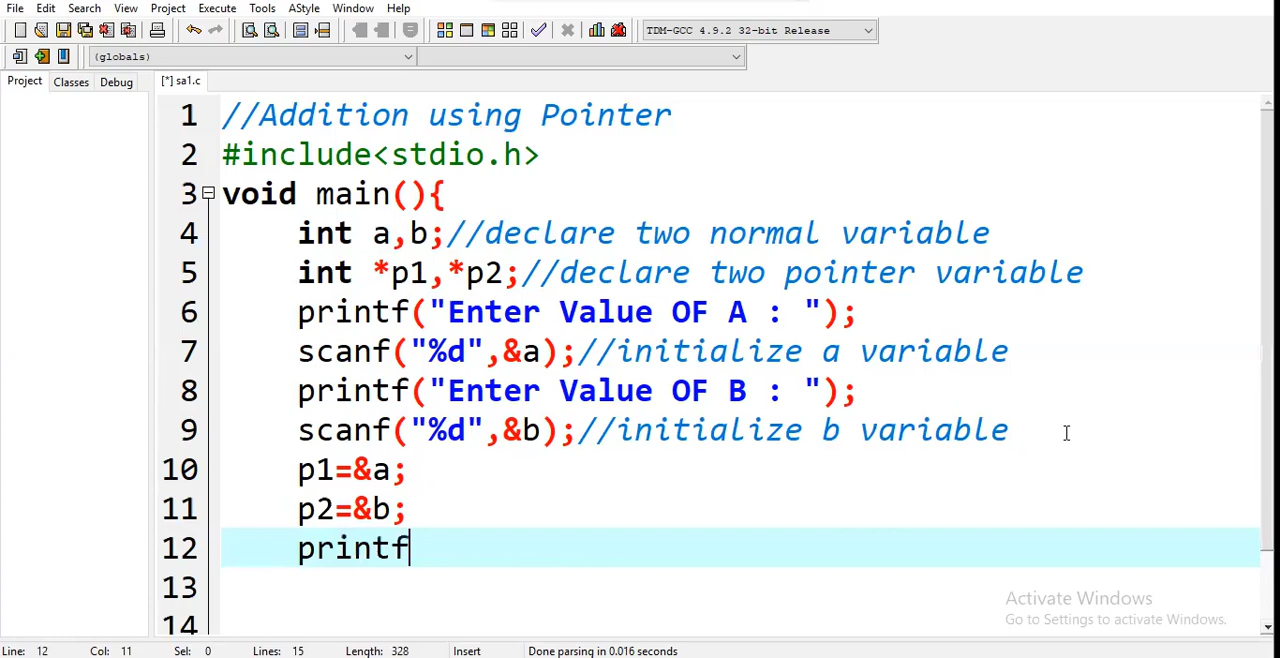 File Edit Search View Project Execute Tools AStyle Window Help
TDM-GCC 4.9.2 32-bit Release
(globals)
Project Classes Debug [*] sa1.c
1 //Addition using Pointer
2 #include<stdio.h>
3 void main(){
4 int a,b;//declare two normal variable
5 int *p1,*p2;//declare two pointer variable
6 printf("Enter Value OF A : ");
7 scanf("%d",&a);//initialize a variable
8 printf("Enter Value OF B : ");
9 scanf("%d",&b);//initialize b variable
10 p1=&a;
11 p2=&b;
12 printf
13
14
Activate Windows
Go to Settings to activate Windows.
Line: 12 Col: 11 Sel: 0 Lines: 15 Length: 328 Insert Done parsing in 0.016 seconds